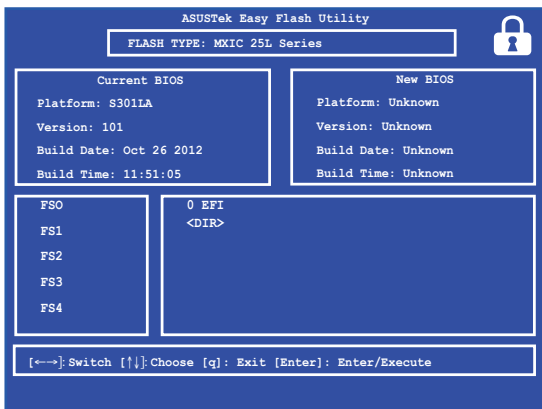 ASUSTek Easy Flash Utility
FLASH TYPE: MXIC 25L Series
Current BIOS
Platform: S301LA
Version: 101
Build Date: Oct 26 2012
Build Time: 11:51:05
New BIOS
Platform: Unknown
Version: Unknown
Build Date: Unknown
Build Time: Unknown
FSO
FS1
FS2
FS3
FS4
0 EFI
<DIR>
[←→]: Switch [↑↓]: Choose [q]: Exit [Enter]: Enter/Execute